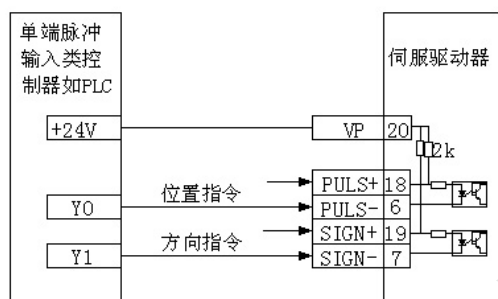 单端脉冲
输入类控
制器如PLC
伺服驱动器
+24V
VP 20
2k
PULS+ 18
位置指令
Y0
PULS- 6
SIGN+ 19
方向指令
Y1
SIGN- 7